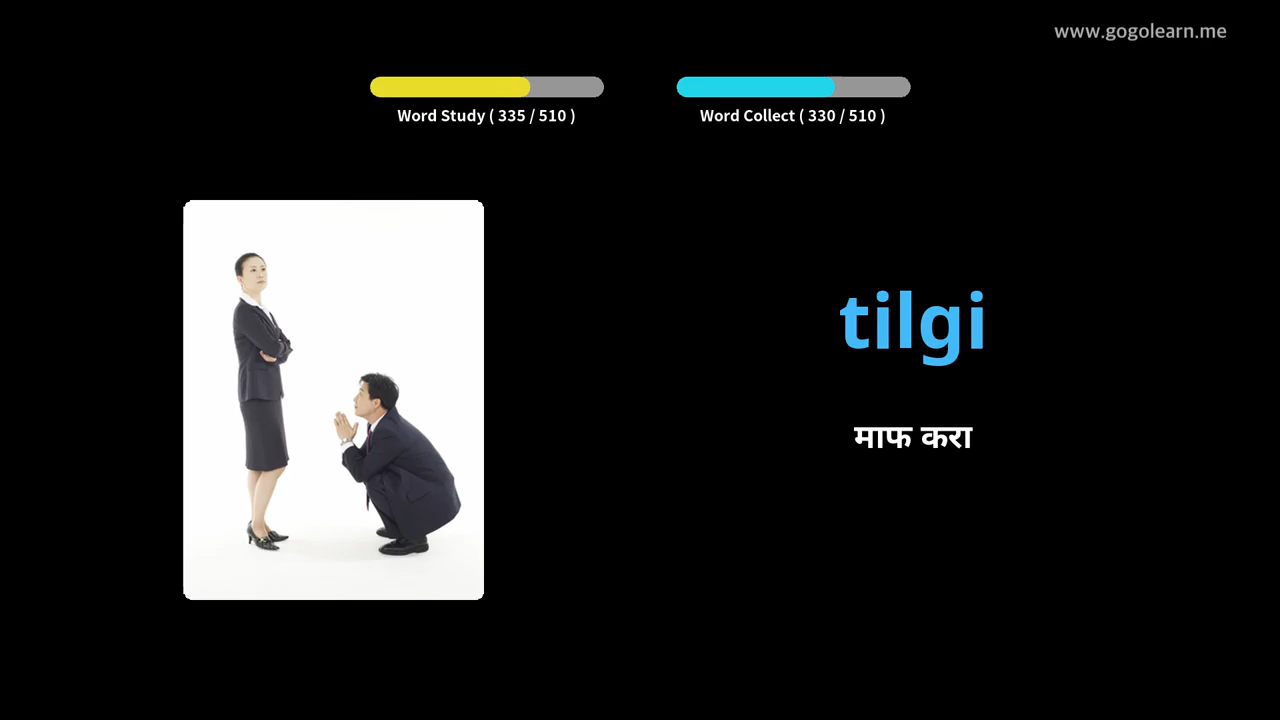 www.gogolearn.me
Word Study ( 335 / 510 )
Word Collect ( 330 / 510 )
tilgi
माफ करा